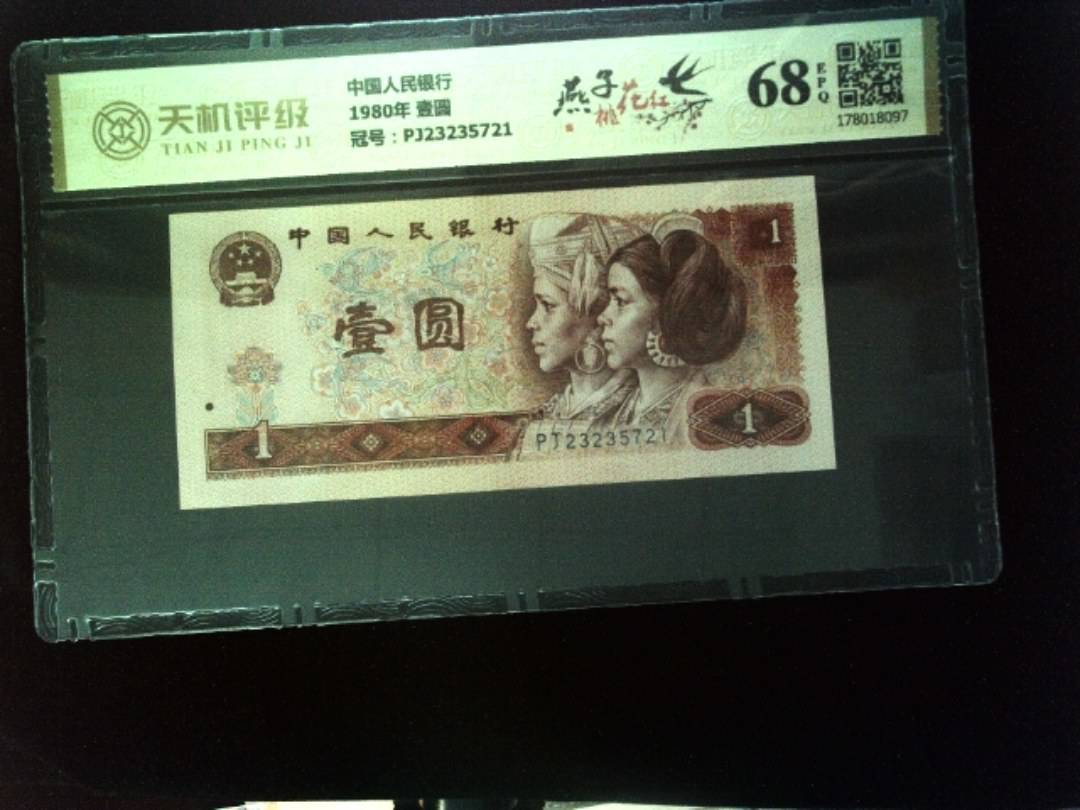 天机评级
TIAN JI PING JI
中国人民银行
1980年 壹圆
冠号：PJ23235721
燕子
桃花红
68
EPQ
178018097
中国人民银行
1
壹圆
1
PJ23235721
1